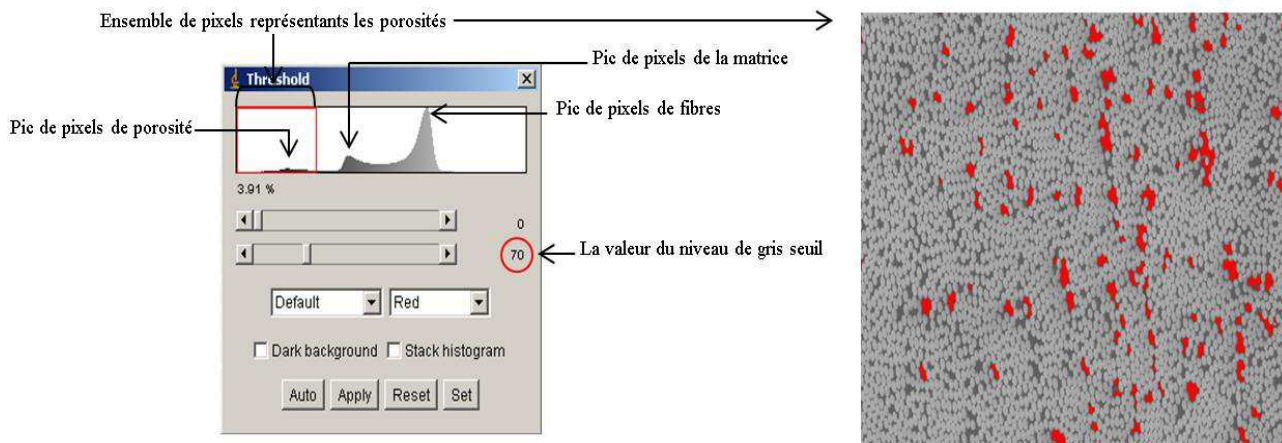 Ensemble de pixels représentants les porosités
Pic de pixels de la matrice
Threshold
Pic de pixels de fibres
Pic de pixels de porosité
3.91 %
0
70
La valeur du niveau de gris seuil
Default
Red
Dark background
Stack histogram
Auto
Apply
Reset
Set